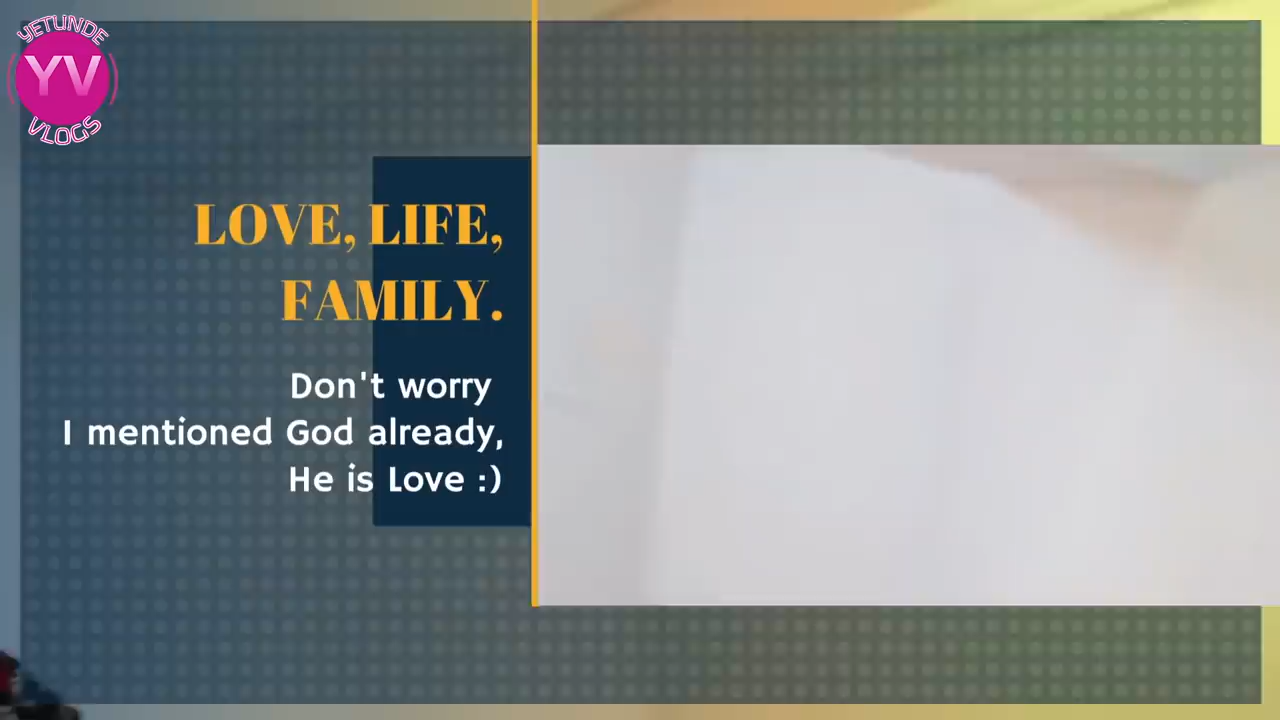 YETUNDE
YV
VLOGS
LOVE, LIFE,
FAMILY.
Don't worry
I mentioned God already,
He is Love :)